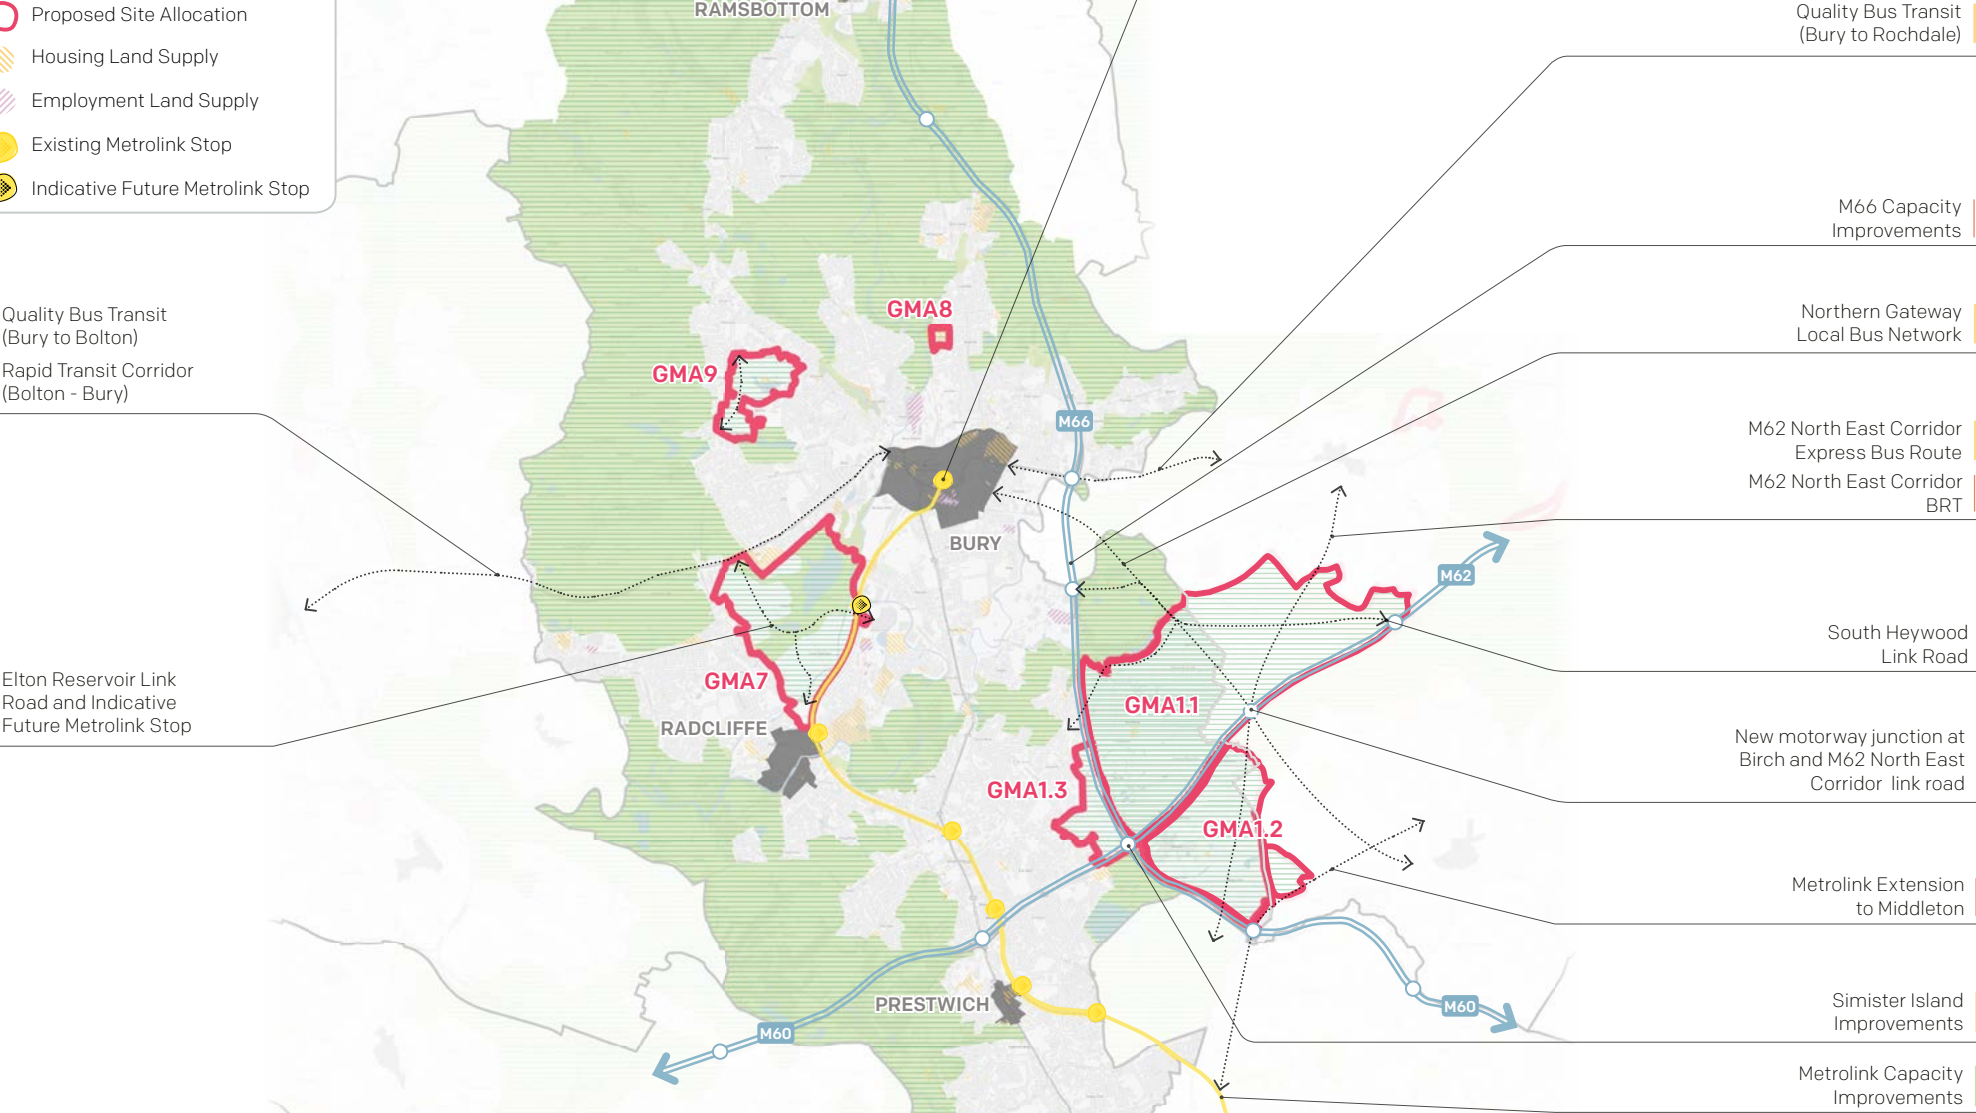 Proposed Site Allocation
Housing Land Supply
Employment Land Supply
Existing Metrolink Stop
Indicative Future Metrolink Stop
RAMSBOTTOM
Quality Bus Transit
(Bury to Rochdale)
M66 Capacity
Improvements
Northern Gateway
Local Bus Network
M62 North East Corridor
Express Bus Route
M62 North East Corridor
BRT
South Heywood
Link Road
New motorway junction at
Birch and M62 North East
Corridor link road
Metrolink Extension
to Middleton
Simister Island
Improvements
Metrolink Capacity
Improvements
Quality Bus Transit
(Bury to Bolton)
Rapid Transit Corridor
(Bolton - Bury)
Elton Reservoir Link
Road and Indicative
Future Metrolink Stop
GMA8
GMA9
M66
BURY
M62
GMA7
GMA1.1
RADCLIFFE
GMA1.3
GMA1.2
PRESTWICH
M60
M60